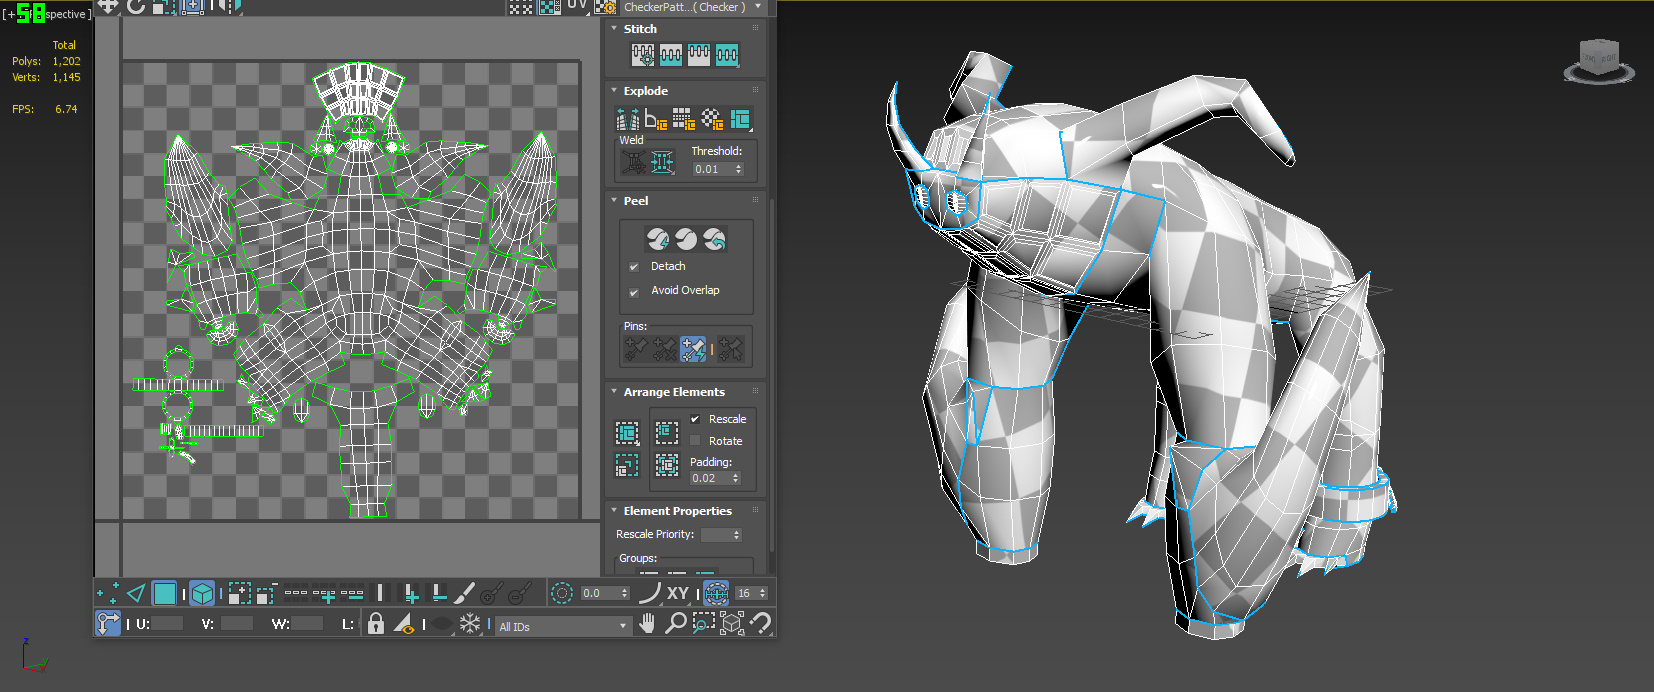 [+
58
spective ]
Total
Polys: 1,202
Verts: 1,145
FPS: 6.74
UV
CheckerPatt...( Checker )
Stitch
Explode
Weld
Threshold:
0.01
Peel
Detach
Avoid Overlap
Pins:
Arrange Elements
Rescale
Rotate
Padding:
0.02
Element Properties
Rescale Priority:
Groups:
0.0
XY
16
U:
V:
W:
L:
All IDs
z